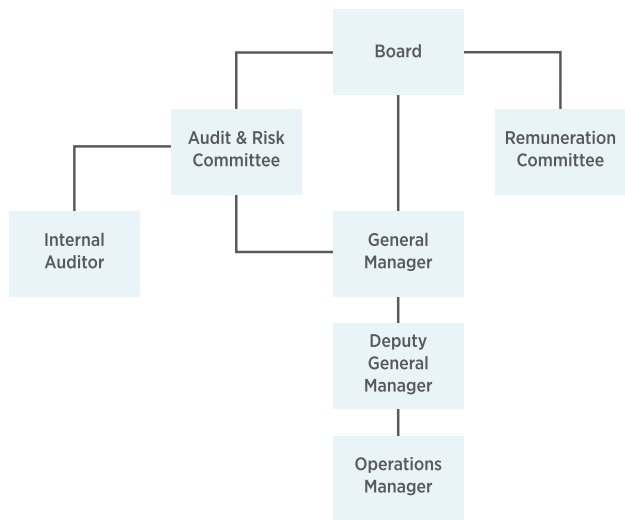 Board
Audit & Risk
Committee
Remuneration
Committee
Internal
Auditor
General
Manager
Deputy
General
Manager
Operations
Manager